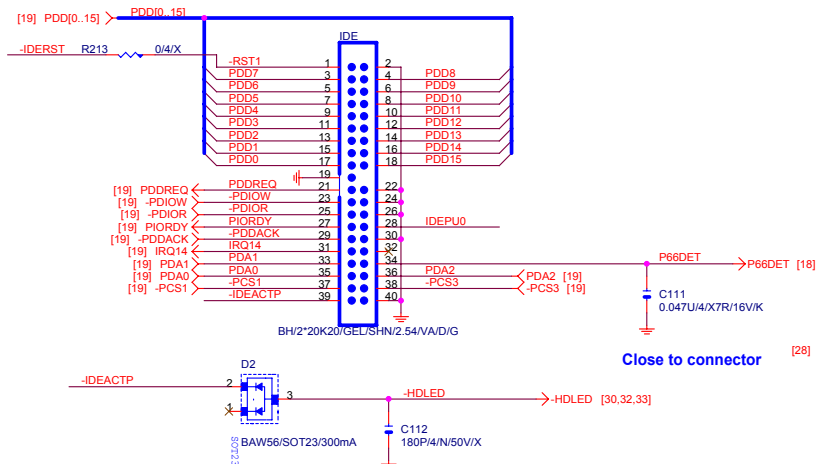 [19] PDD[0..15] PDD[0..15]
IDE
-IDERST R213 0/4/X
-RST1 1 2
PDD7 3 4 PDD8
PDD6 5 6 PDD9
PDD5 7 8 PDD10
PDD4 9 10 PDD11
PDD3 11 12 PDD12
PDD2 13 14 PDD13
PDD1 15 16 PDD14
PDD0 17 18 PDD15
19
[19] PDDREQ PDDREQ 21 22
[19] -PDIOW -PDIOW 23 24
[19] -PDIOR -PDIOR 25 26
[19] PIORDY PIORDY 27 28 IDEPU0
[19] -PDDACK -PDDACK 29 30
[19] IRQ14 IRQ14 31 32
[19] PDA1 PDA1 33 34 P66DET P66DET [18]
[19] PDA0 PDA0 35 36 PDA2 PDA2 [19]
[19] -PCS1 -PCS1 37 38 -PCS3 -PCS3 [19]
-IDEACTP 39 40
C111
0.047U/4/X7R/16V/K
BH/2*20K20/GEL/SHN/2.54/VA/D/G
Close to connector [28]
D2
-IDEACTP 2 3 -HDLED -HDLED [30,32,33]
1
C112
180P/4/N/50V/X
BAW56/SOT23/300mA
SOT23